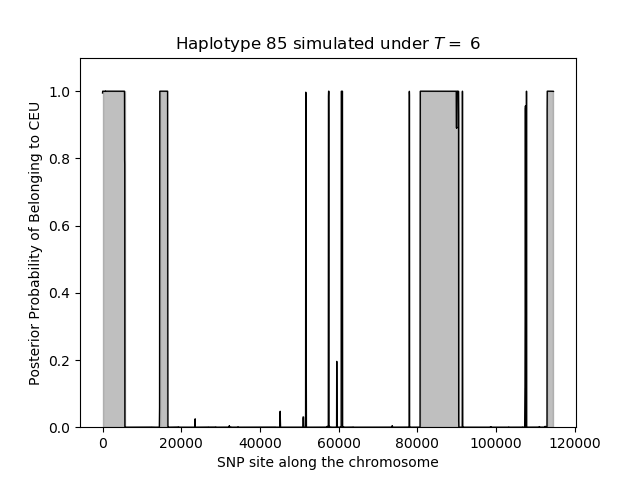 Haplotype 85 simulated under T = 6
Posterior Probability of Belonging to CEU
1.0
0.8
0.6
0.4
0.2
0.0
0 20000 40000 60000 80000 100000 120000
SNP site along the chromosome